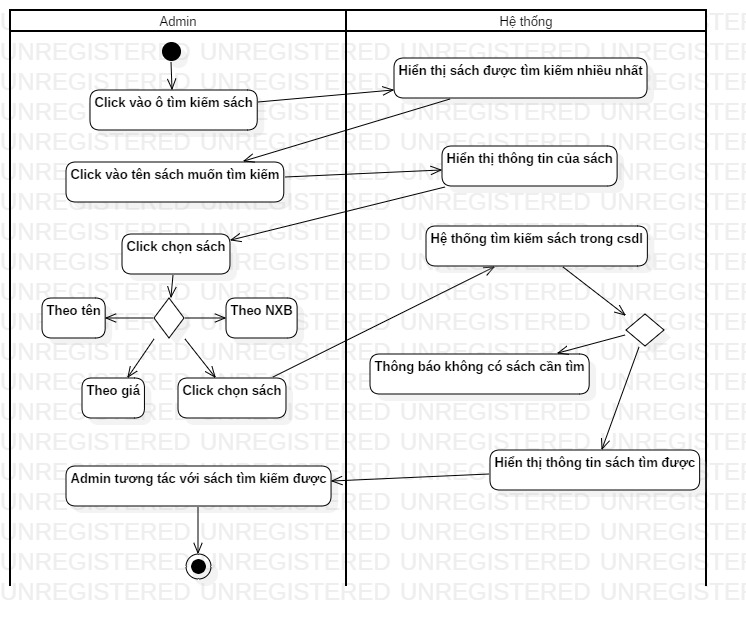 Admin
Hệ thống
Hiển thị sách được tìm kiếm nhiều nhất
Click vào ô tìm kiếm sách
Hiển thị thông tin của sách
Click vào tên sách muốn tìm kiếm
Hệ thống tìm kiếm sách trong csdl
Click chọn sách
Theo tên
Theo NXB
Thông báo không có sách cần tìm
Theo giá
Click chọn sách
Hiển thị thông tin sách tìm được
Admin tương tác với sách tìm kiếm được
UNREGISTERED